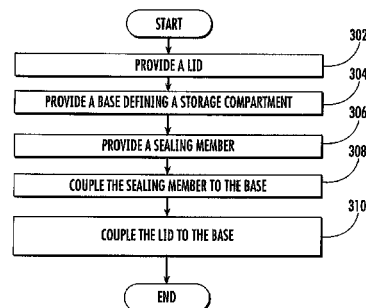 START
302
PROVIDE A LID
304
PROVIDE A BASE DEFINING A STORAGE COMPARTMENT
306
PROVIDE A SEALING MEMBER
308
COUPLE THE SEALING MEMBER TO THE BASE
310
COUPLE THE LID TO THE BASE
END